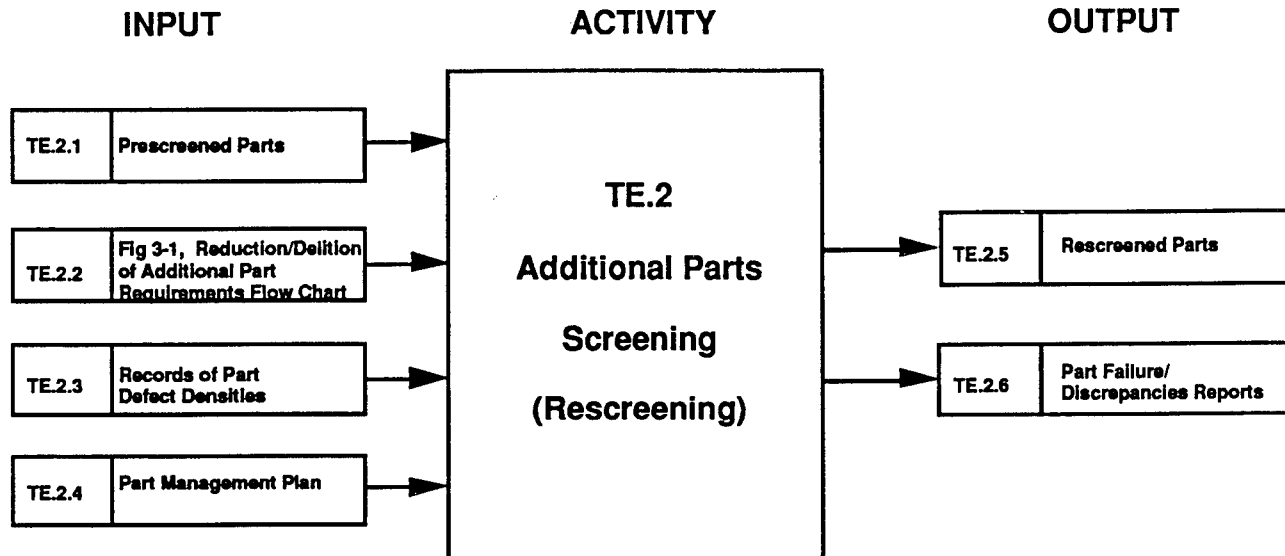 INPUT
ACTIVITY
OUTPUT
TE.2.1
Prescreened Parts
TE.2.2
Fig 3-1, Reduction/Delition
of Additional Part
Requirements Flow Chart
TE.2.3
Records of Part
Defect Densities
TE.2.4
Part Management Plan
TE.2
Additional Parts
Screening
(Rescreening)
TE.2.5
Rescreened Parts
TE.2.6
Part Failure/
Discrepancies Reports